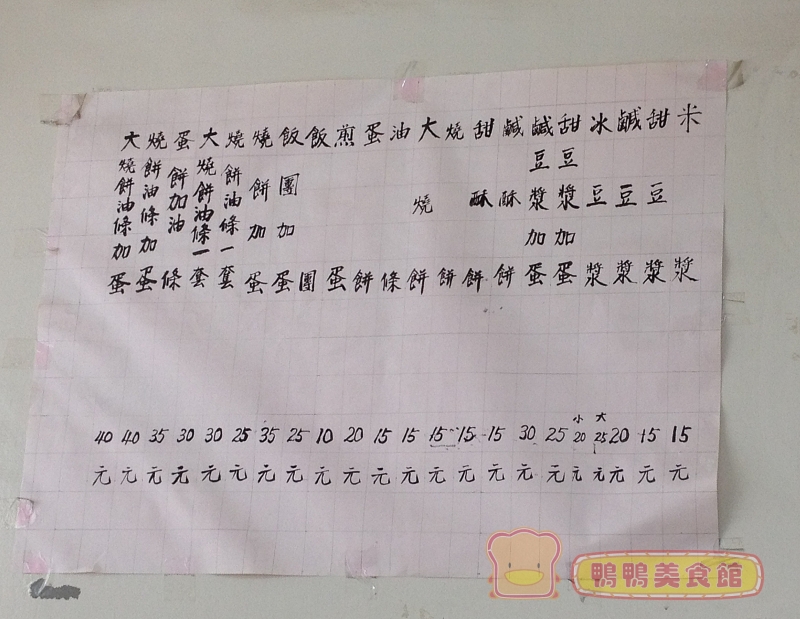 米漿 15元
甜豆漿 15元
鹹豆漿 20元
冰豆漿 大25元 小20元
甜豆漿加蛋 25元
鹹豆漿加蛋 30元
鹹酥餅 15元
甜酥餅 15元
燒餅 15元
大燒餅 15元
油條 15元
蛋餅 20元
煎蛋 10元
飯團 25元
飯團加蛋 35元
燒餅加蛋 25元
燒餅油條一套 30元
大燒餅油條一套 30元
蛋餅加油條 35元
燒餅油條加蛋 40元
大燒餅油條加蛋 40元
鴨鴨美食館